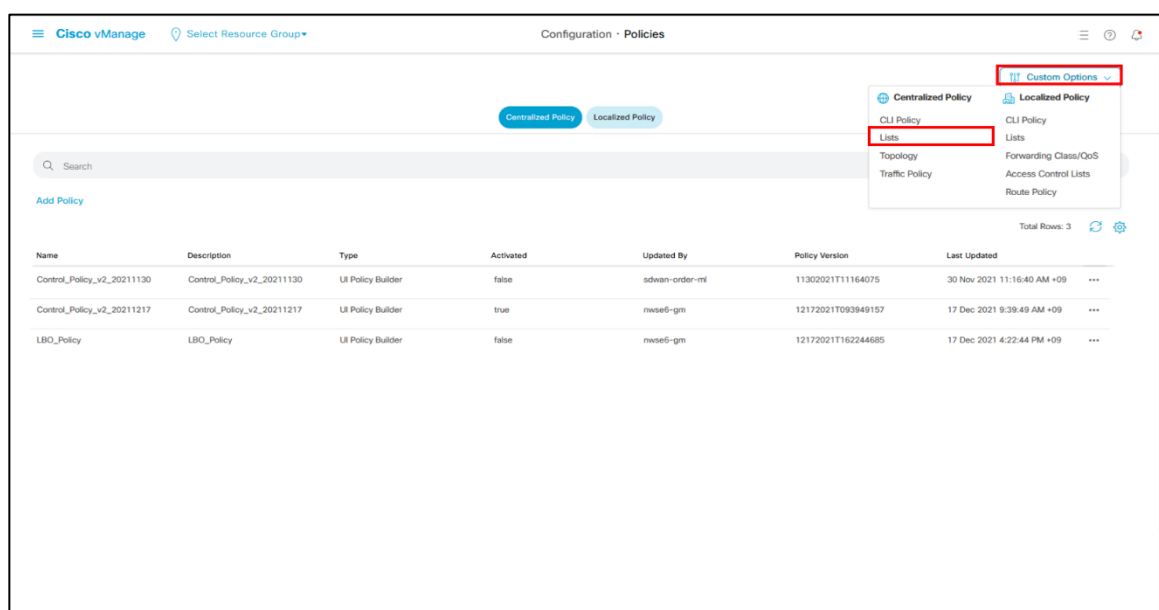 Cisco vManage
Select Resource Group
Configuration · Policies
Custom Options
Centralized Policy
CLI Policy
Lists
Topology
Traffic Policy
Localized Policy
CLI Policy
Lists
Forwarding Class/QoS
Access Control Lists
Route Policy
Centralized Policy
Localized Policy
Search
Add Policy
Total Rows: 3
Name Description Type Activated Updated By Policy Version Last Updated
Control_Policy_v2_20211130 Control_Policy_v2_20211130 UI Policy Builder false sdwan-order-ml 11302021T11164075 30 Nov 2021 11:16:40 AM +09
Control_Policy_v2_20211217 Control_Policy_v2_20211217 UI Policy Builder true nwse6-gm 12172021T093949157 17 Dec 2021 9:39:49 AM +09
LBO_Policy LBO_Policy UI Policy Builder false nwse6-gm 12172021T162244685 17 Dec 2021 4:22:44 PM +09